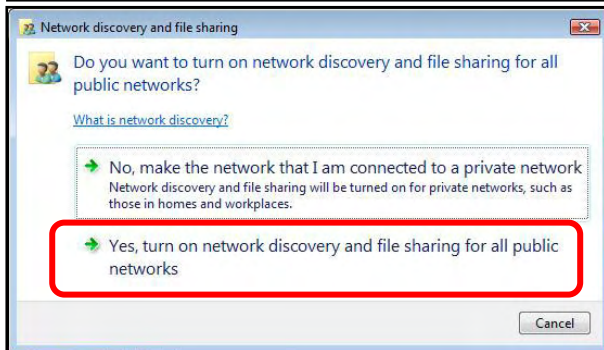 Network discovery and file sharing
Do you want to turn on network discovery and file sharing for all
public networks?
What is network discovery?
No, make the network that I am connected to a private network
Network discovery and file sharing will be turned on for private networks, such as
those in homes and workplaces.
Yes, turn on network discovery and file sharing for all public
networks
Cancel